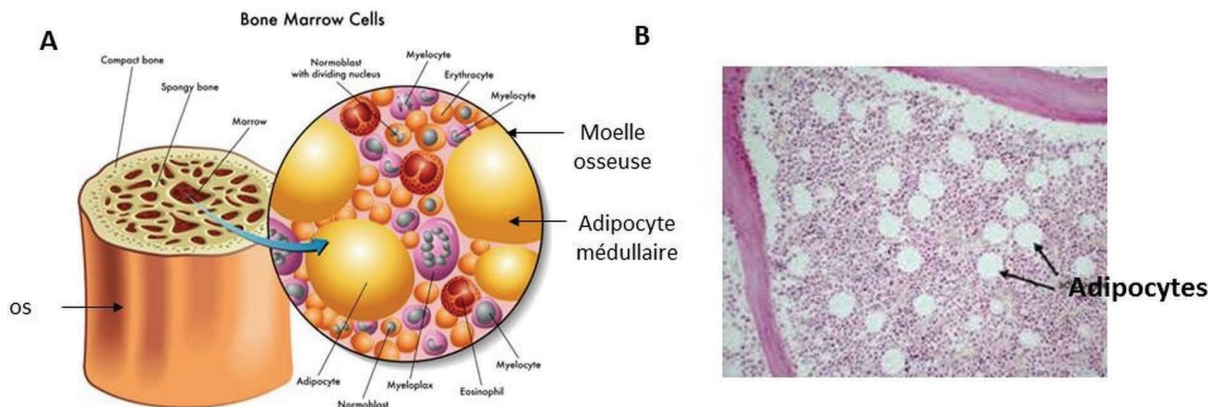 Bone Marrow Cells
A
B
Compact bone
Spongy bone
Marrow
Normoblast
with dividing nucleus
Myelocyte
Erythrocyte
Myelocyte
Moelle
osseuse
Adipocyte
médullaire
os
Adipocyte
Normoblast
Myeloplax
Eosinophil
Myelocyte
Adipocytes